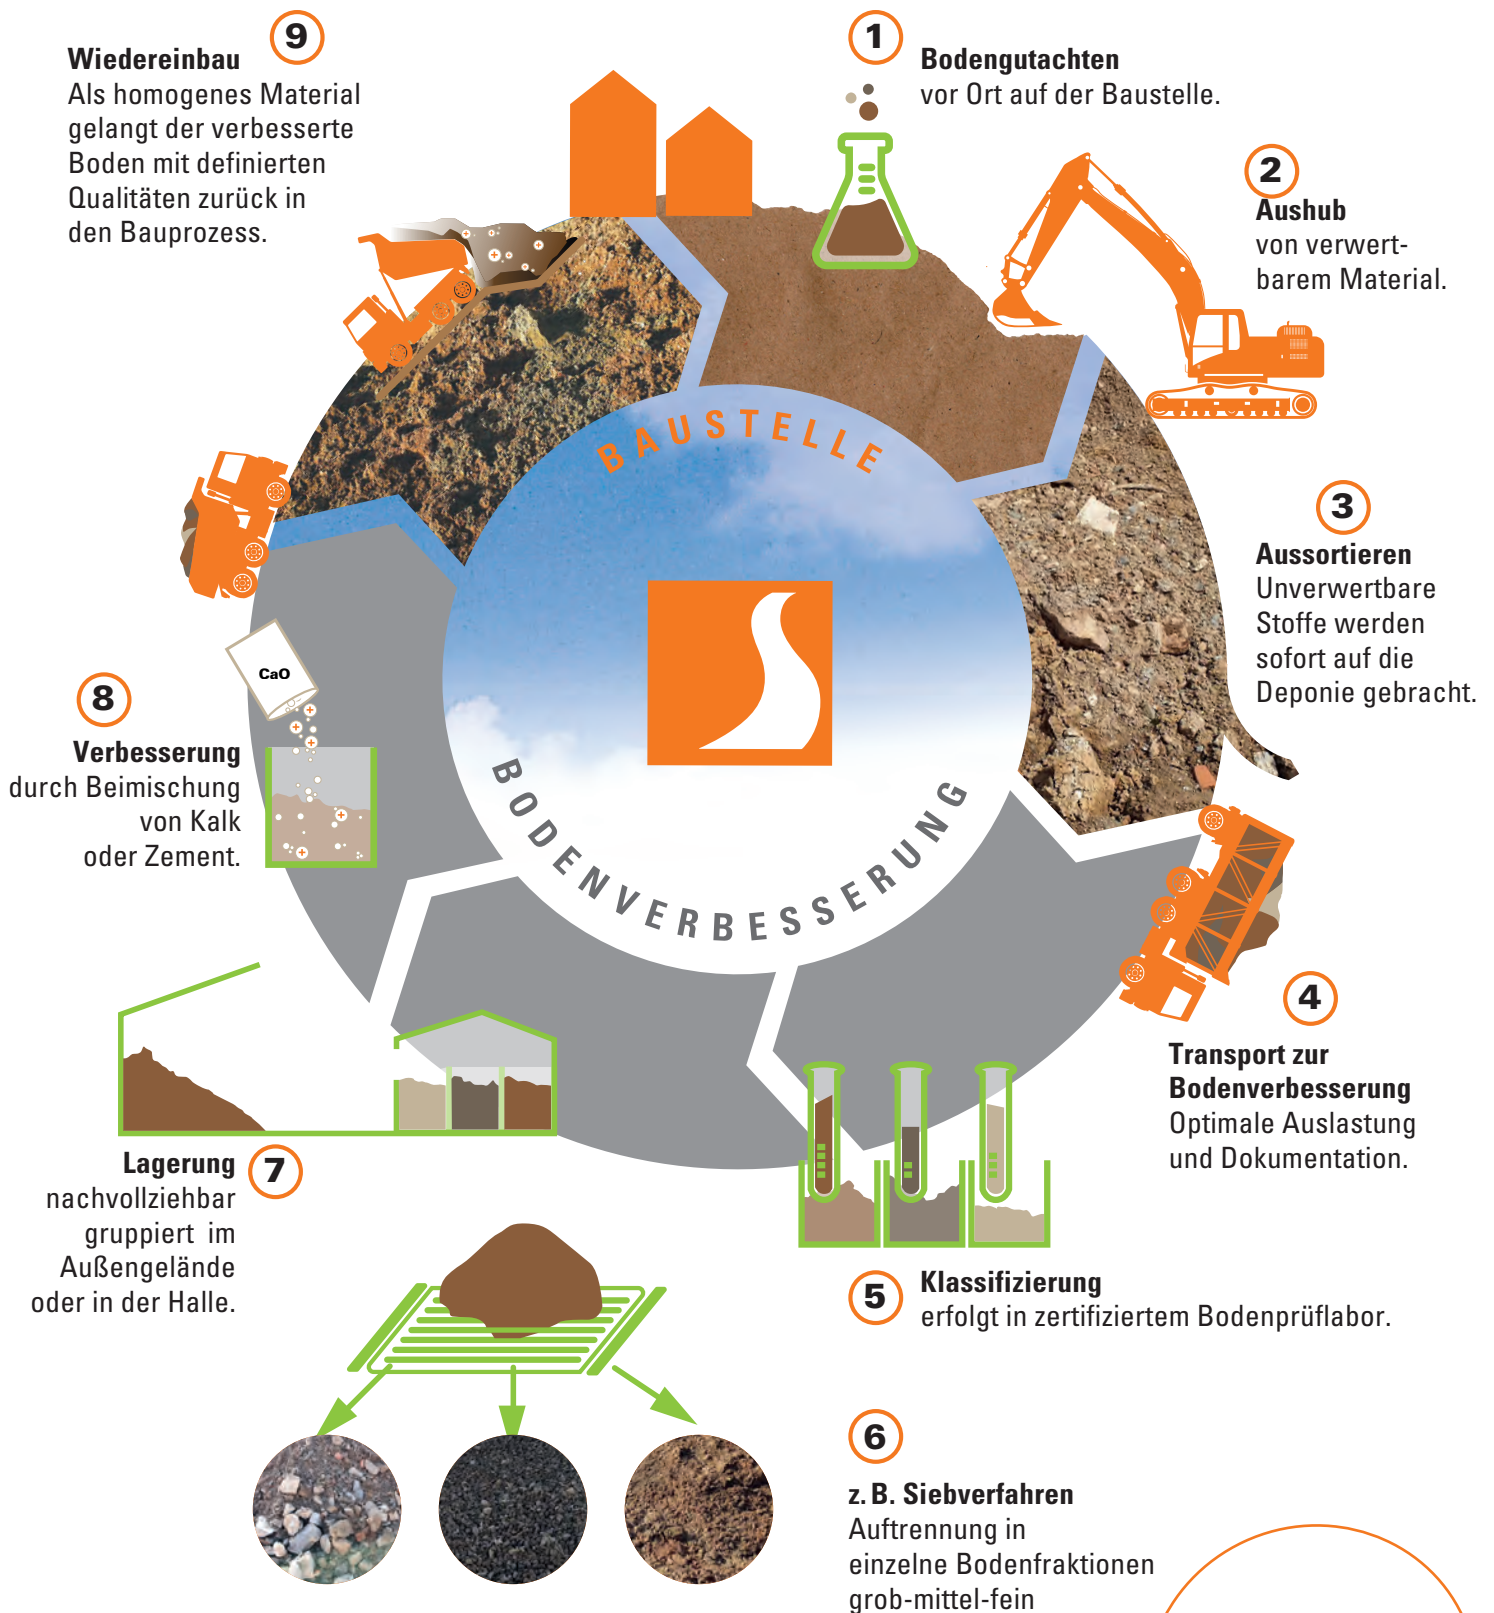 1
Bodengutachten
vor Ort auf der Baustelle.
2
Aushub
von verwert-
barem Material.
3
Aussortieren
Unverwertbare
Stoffe werden
sofort auf die
Deponie gebracht.
4
Transport zur
Bodenverbesserung
Optimale Auslastung
und Dokumentation.
5
Klassifizierung
erfolgt in zertifiziertem Bodenprüflabor.
6
z. B. Siebverfahren
Auftrennung in
einzelne Bodenfraktionen
grob-mittel-fein
7
Lagerung
nachvollziehbar
gruppiert im
Außengelände
oder in der Halle.
8
Verbesserung
durch Beimischung
von Kalk
oder Zement.
CaO
9
Wiedereinbau
Als homogenes Material
gelangt der verbesserte
Boden mit definierten
Qualitäten zurück in
den Bauprozess.
BAUSTELLE
BODENVERBESSERUNG